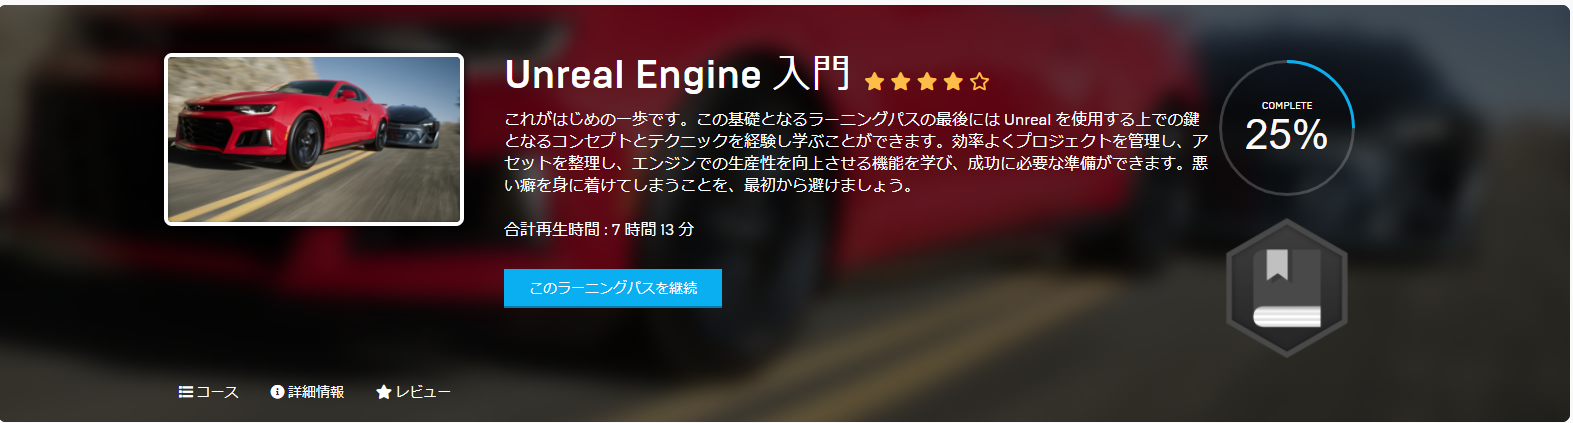 Unreal Engine 入門
これがはじめの一歩です。この基礎となるラーニングパスの最後には Unreal を使用する上での鍵
となるコンセプトとテクニックを経験し学ぶことができます。効率よくプロジェクトを管理し、ア
セットを整理し、エンジンでの生産性を向上させる機能を学び、成功に必要な準備ができます。悪
い癖を身に着けてしまうことを、最初から避けましょう。
合計再生時間 : 7 時間 13 分
このラーニングパスを継続
COMPLETE
25%
コース
詳細情報
レビュー